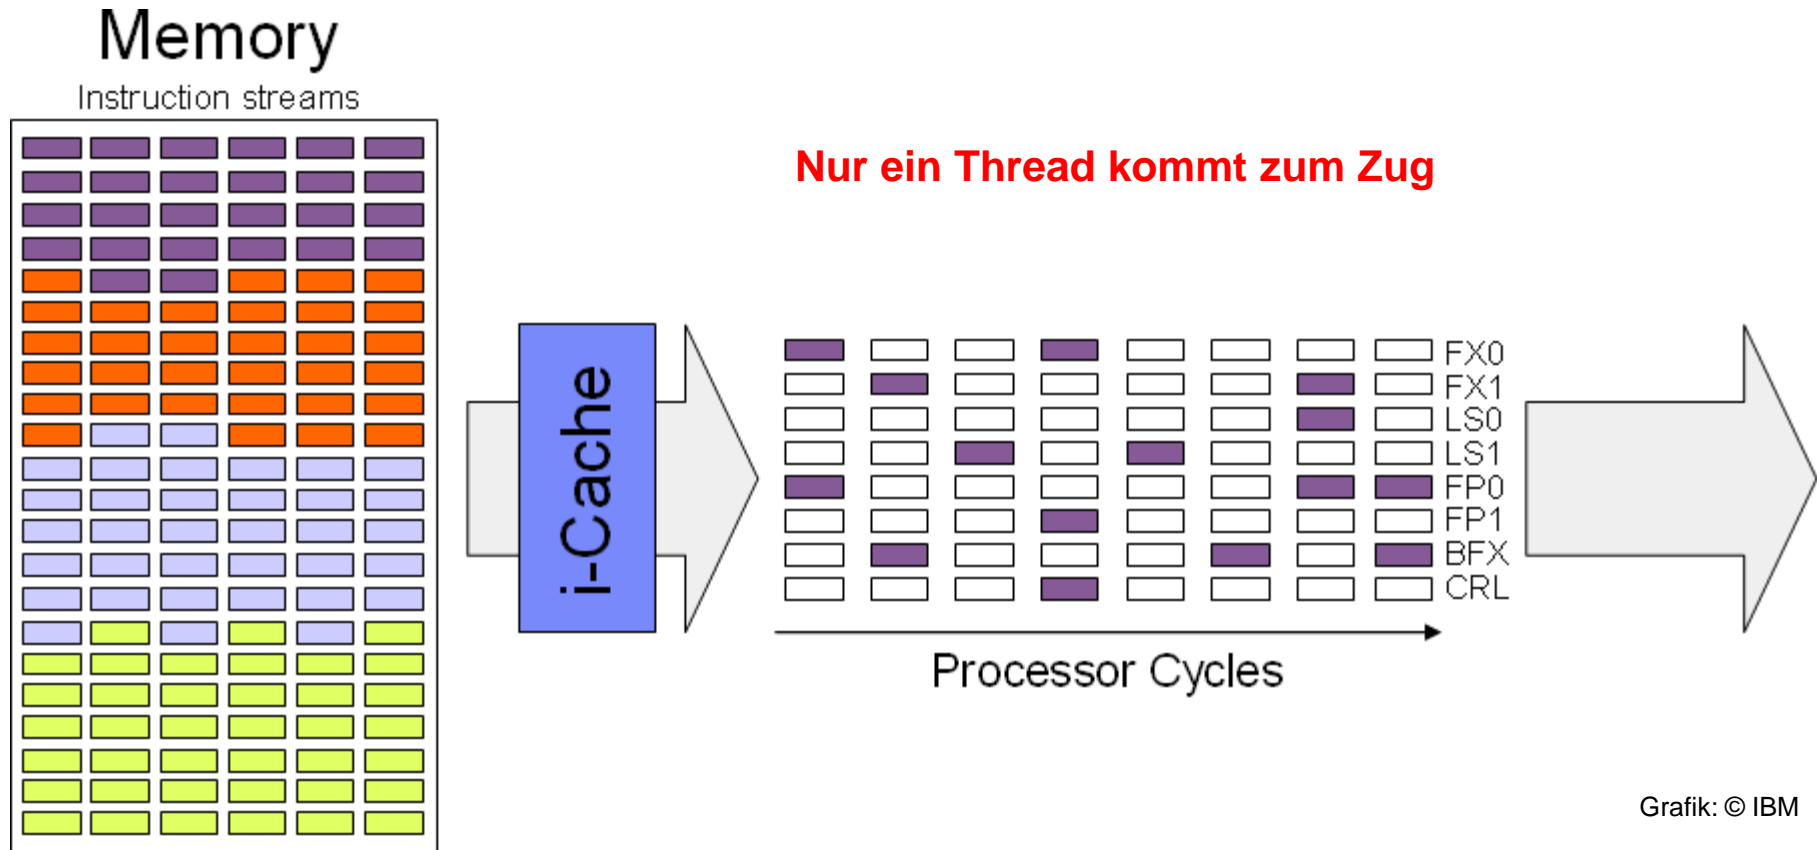 Memory
Instruction streams
Nur ein Thread kommt zum Zug
i-Cache
FX0
FX1
LS0
LS1
FP0
FP1
BFX
CRL
Processor Cycles
Grafik: © IBM